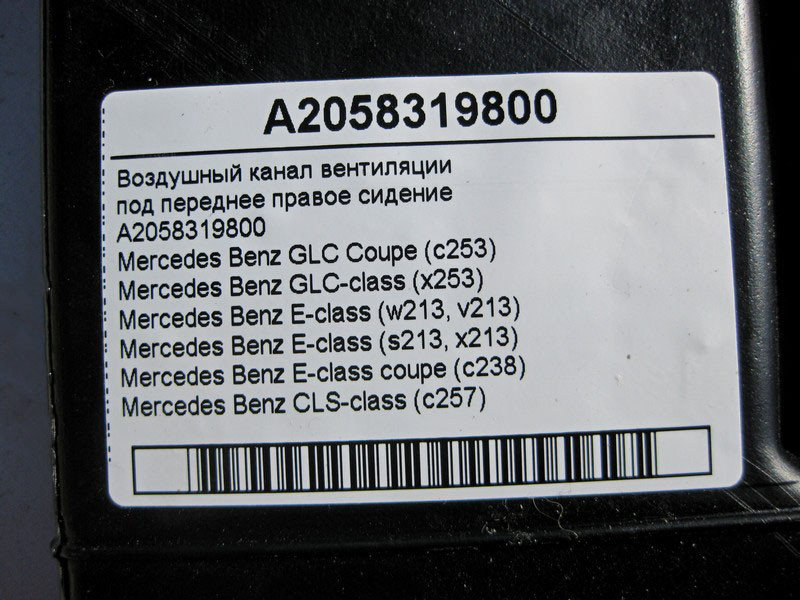 A2058319800
Воздушный канал вентиляции
под переднее правое сидение
A2058319800
Mercedes Benz GLC Coupe (c253)
Mercedes Benz GLC-class (x253)
Mercedes Benz E-class (w213, v213)
Mercedes Benz E-class (s213, x213)
Mercedes Benz E-class coupe (c238)
Mercedes Benz CLS-class (c257)